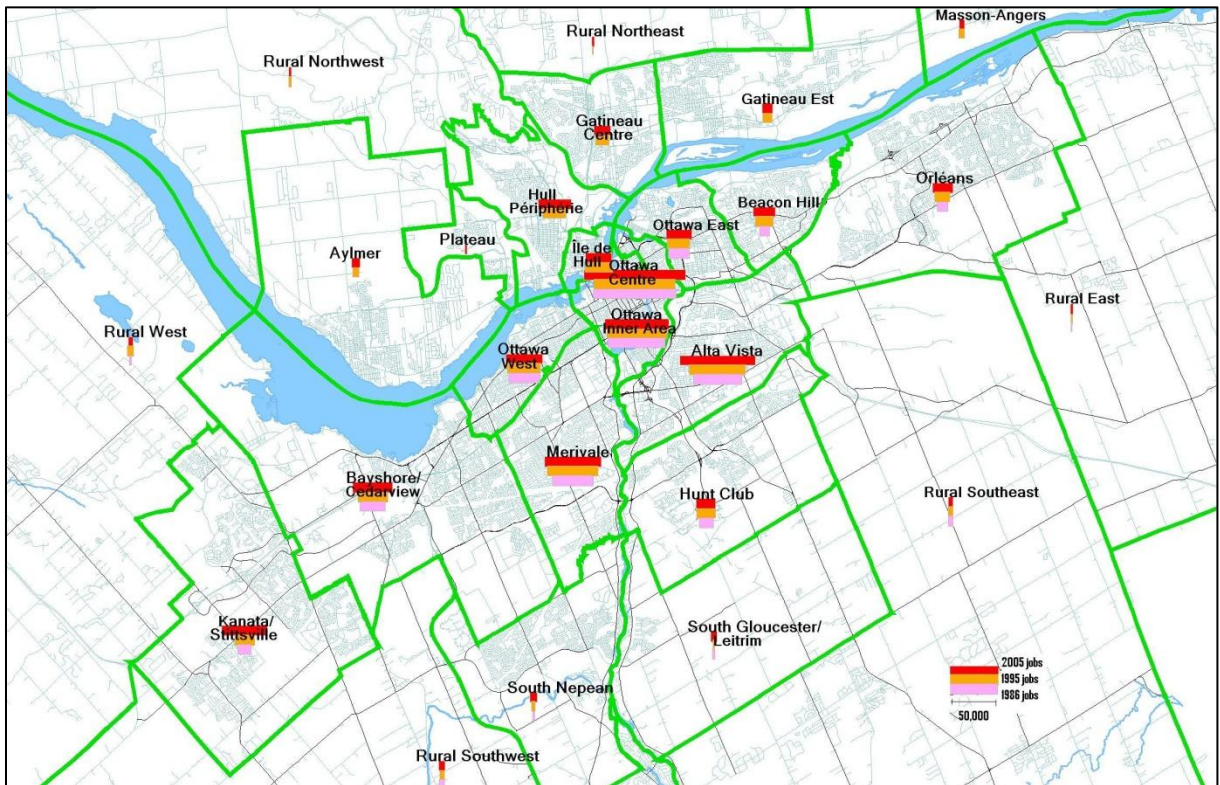 Masson-Angers
Rural Northeast
Rural Northwest
Gatineau Est
Gatineau
Centre
Orléans
Hull
Péripherie
Beacon Hill
Ottawa East
Plateau
Île de
Hull
Aylmer
Ottawa
Centre
Rural East
Rural West
Ottawa
Inner Area
Ottawa
West
Alta Vista
Merivale
Bayshore/
Cedarview
Hunt Club
Rural Southeast
Kanata/
Stittsville
South Gloucester/
Leitrim
2005 jobs
1995 jobs
1986 jobs
50,000
South Nepean
Rural Southwest